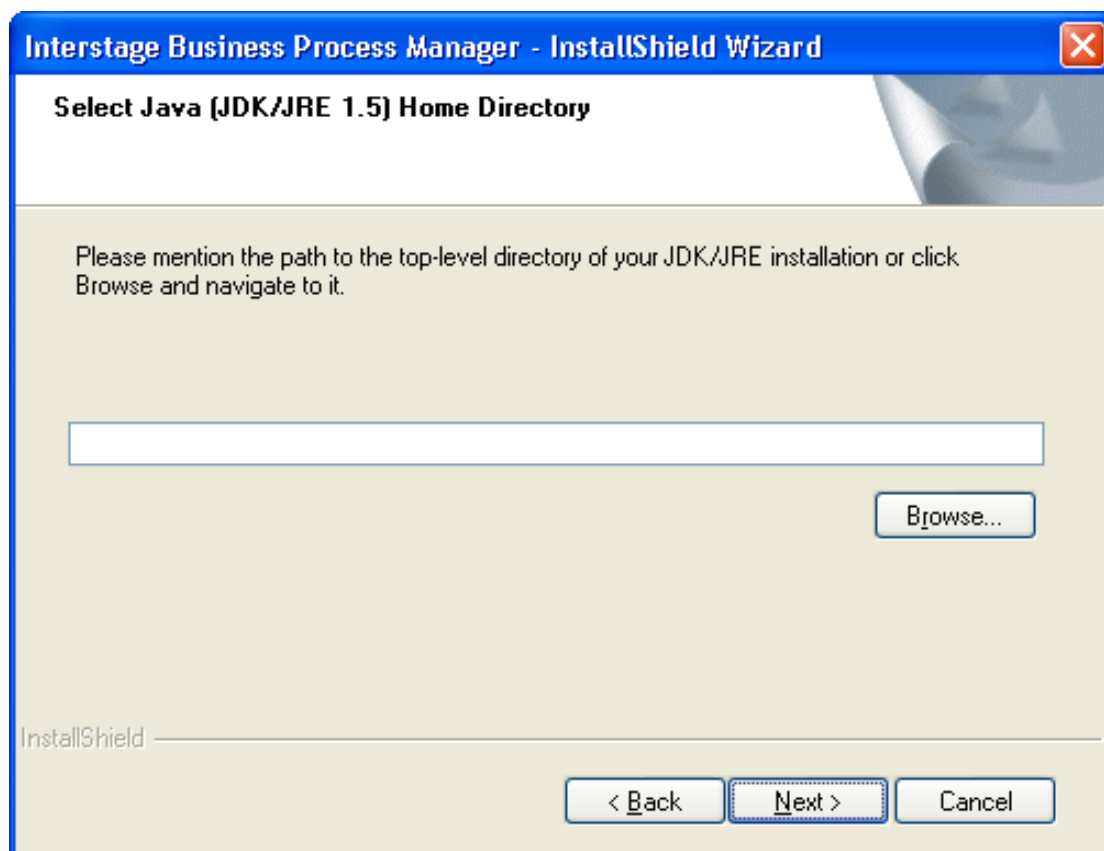 Interstage Business Process Manager - InstallShield Wizard
Select Java (JDK/JRE 1.5) Home Directory
Please mention the path to the top-level directory of your JDK/JRE installation or click
Browse and navigate to it.
Browse...
InstallShield
< Back Next > Cancel